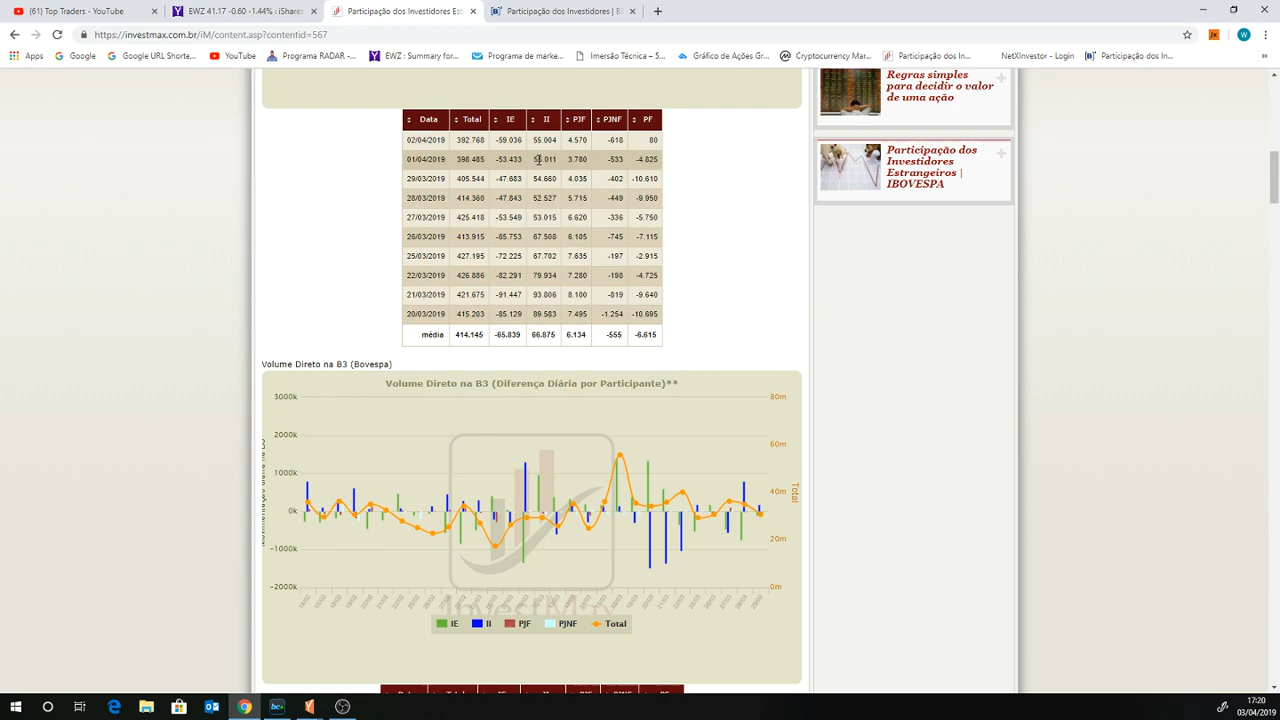 (61) Top Traders - YouTube
EWZ 41.17 -0.60 -1.44% : iShares
Participação dos Investidores Est
Participação dos Investidores | B
https://investmax.com.br/iM/content.asp?contentid=567
Apps
Google
Google URL Shorte...
YouTube
Programa RADAR -...
EWZ : Summary for...
Programa de marke...
Imersão Técnica – 5...
Gráfico de Ações Gr...
Cryptocurrency Mar...
Participação dos In...
NetXInvestor - Login
Participação dos In...
»
Regras simples
para decidir o valor
de uma ação
Participação dos
Investidores
Estrangeiros |
IBOVESPA
Data Total IE II PJF PJNF PF
02/04/2019 392.768 -59.036 55.004 4.570 -618 80
01/04/2019 398.485 -53.433 .011 3.780 -533 -4.825
29/03/2019 405.544 -47.683 54.660 4.035 -402 -10.610
28/03/2019 414.360 -47.843 52.527 5.715 -449 -9.950
27/03/2019 425.418 -53.549 53.015 6.620 -336 -5.750
26/03/2019 413.915 -65.753 67.508 6.105 -745 -7.115
25/03/2019 427.195 -72.225 67.702 7.635 -197 -2.915
22/03/2019 426.886 -82.291 79.934 7.280 -198 -4.725
21/03/2019 421.675 -91.447 93.806 8.100 -819 -9.640
20/03/2019 415.203 -85.129 89.583 7.495 -1.254 -10.695
média 414.145 -65.839 66.875 6.134 -555 -6.615
Volume Direto na B3 (Bovespa)
Volume Direto na B3 (Diferença Diária por Participante)**
3000k 80m
2000k 60m
1000k
40m
0k
Total
-1000k 20m
-2000k 0m
InvestMax
IE II PJF PJNF Total
Data Total IE II PJF PJNF PF
17:20
03/04/2019